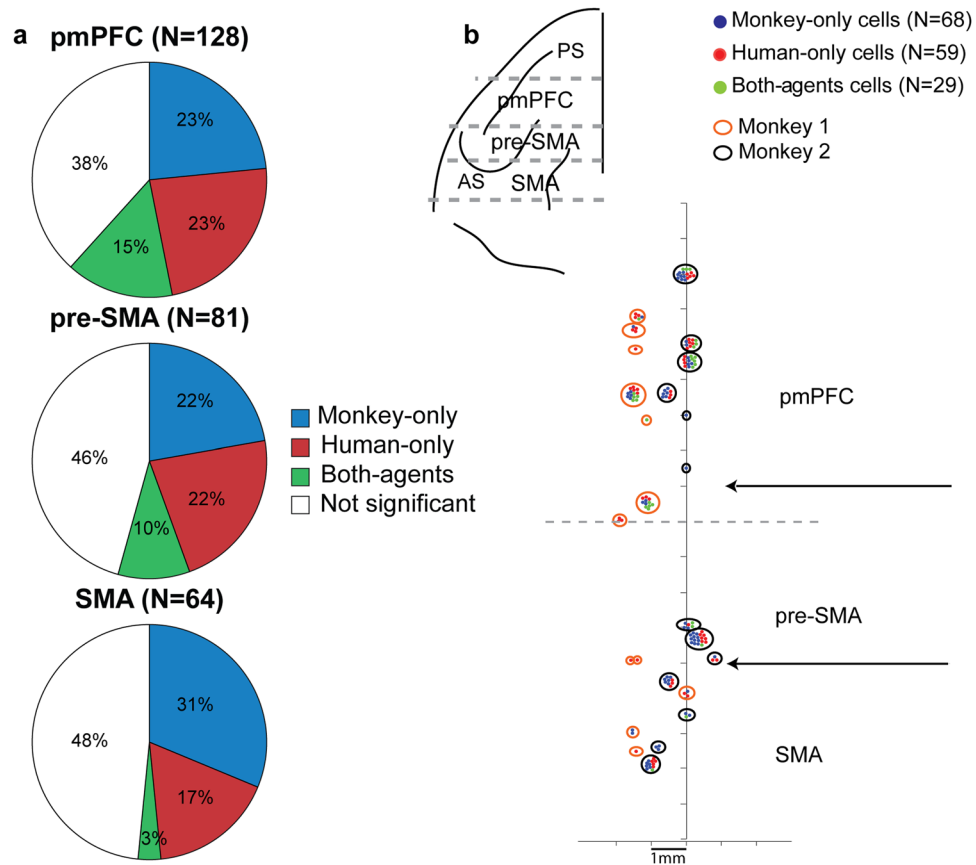 a
pmPFC (N=128)
23%
38%
23%
15%
pre-SMA (N=81)
22%
46%
22%
10%
SMA (N=64)
31%
48%
17%
3%
Monkey-only
Human-only
Both-agents
Not significant
b
PS
pmPFC
pre-SMA
AS
SMA
Monkey-only cells (N=68)
Human-only cells (N=59)
Both-agents cells (N=29)
Monkey 1
Monkey 2
pmPFC
pre-SMA
SMA
1mm